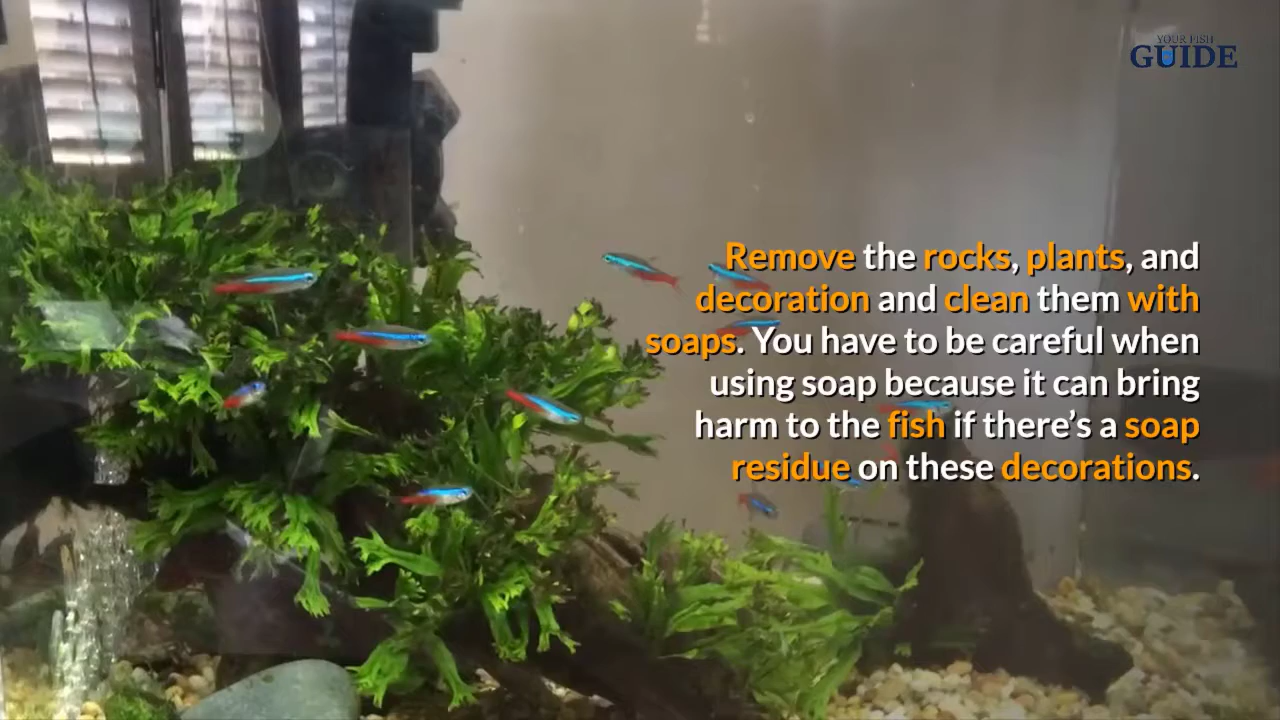 YOUR FISH
GUIDE
Remove the rocks, plants, and
decoration and clean them with
soaps. You have to be careful when
using soap because it can bring
harm to the fish if there's a soap
residue on these decorations.